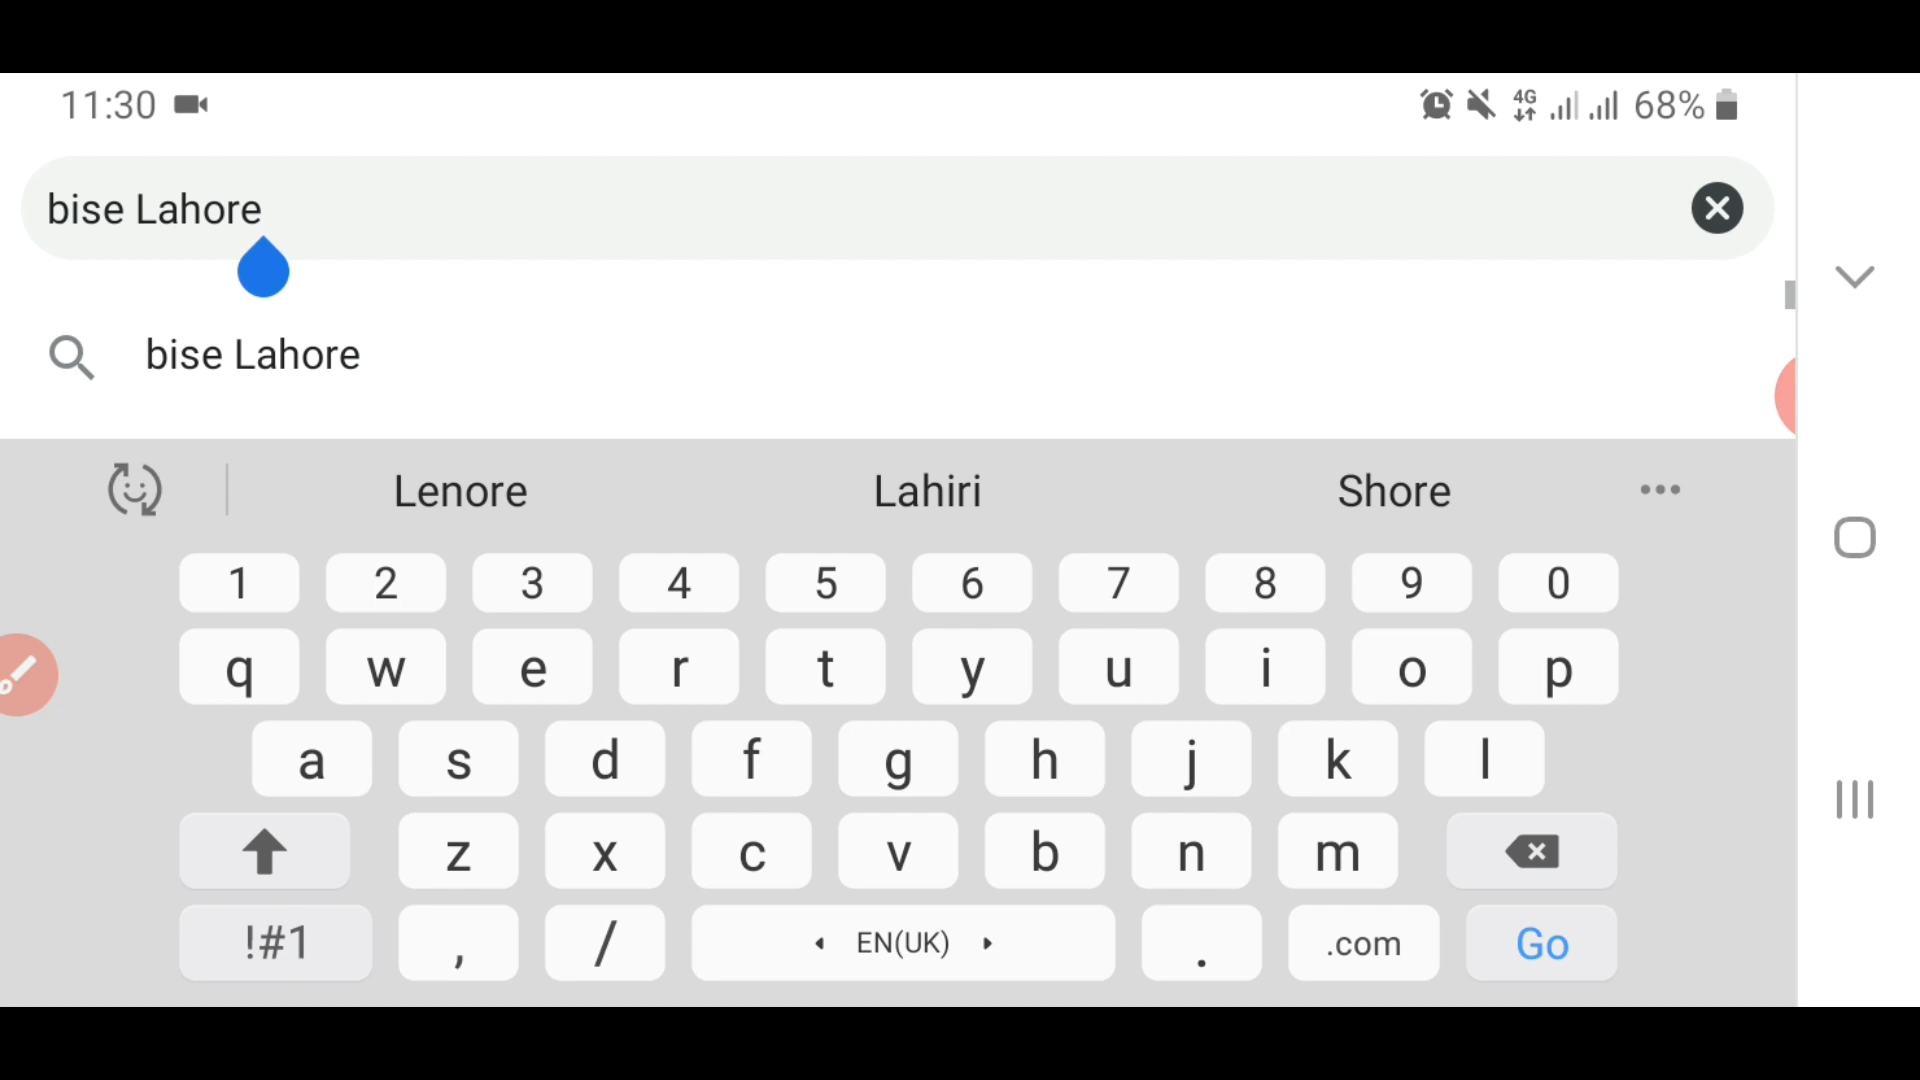 11:30 4G 68%
bise Lahore
bise Lahore
Lenore Lahiri Shore
1 2 3 4 5 6 7 8 9 0
q w e r t y u i o p
a s d f g h j k l
z x c v b n m
!#1 , / EN(UK) . .com Go